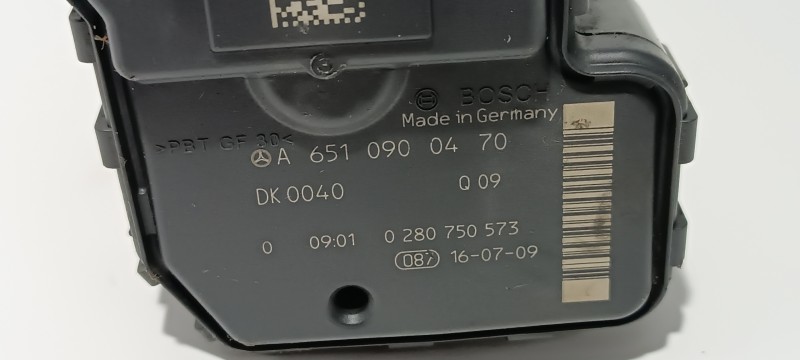 BOSCH
Made in Germany
>PBT GF 30<
A 651 090 04 70
DK 0040 Q 09
0 09:01 0 280 750 573
087 16-07-09